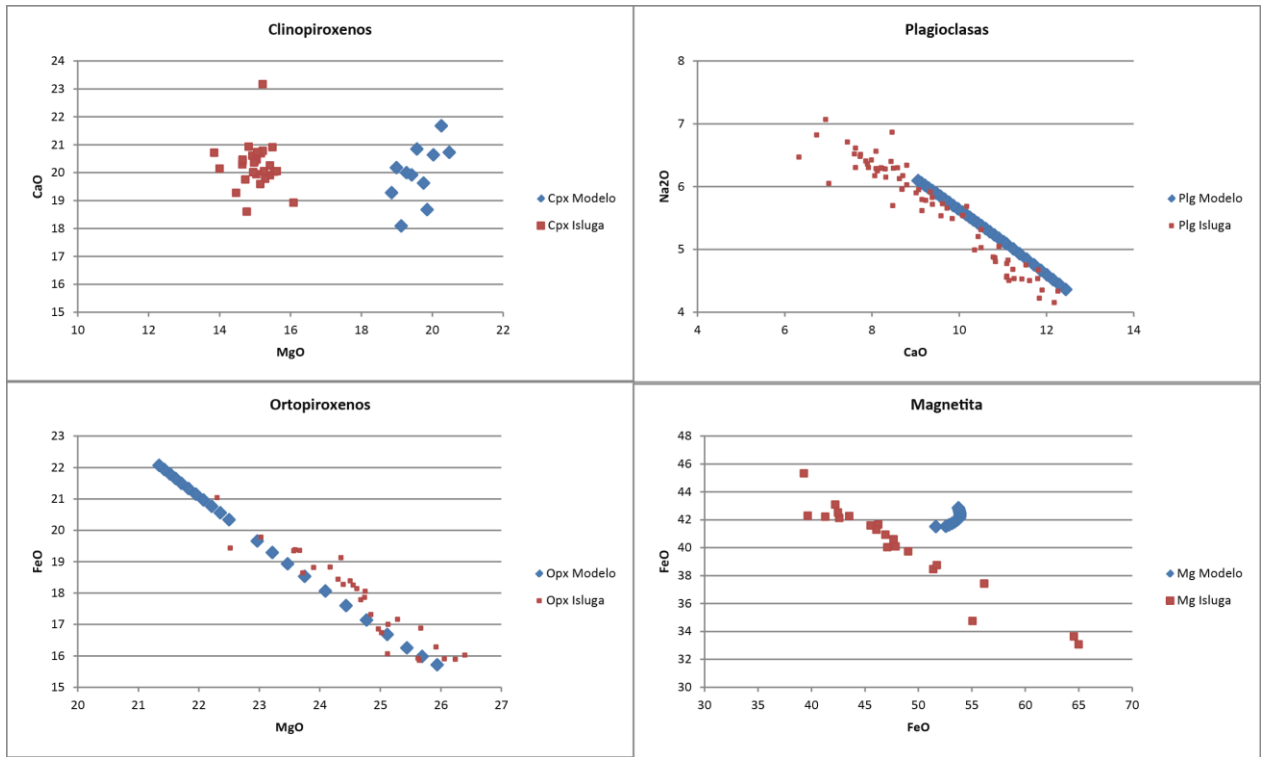 Clinopiroxenos
24
23
22
21
20
19
18
17
16
15
CaO
10 12 14 16 18 20 22
MgO
Cpx Modelo
Cpx Isluga
Plagioclasas
8
7
6
5
4
Na2O
4 6 8 10 12 14
CaO
Plg Modelo
Plg Isluga
Ortopiroxenos
23
22
21
20
19
18
17
16
15
FeO
20 21 22 23 24 25 26 27
MgO
Opx Modelo
Opx Isluga
Magnetita
48
46
44
42
40
38
36
34
32
30
FeO
30 35 40 45 50 55 60 65 70
FeO
Mg Modelo
Mg Isluga